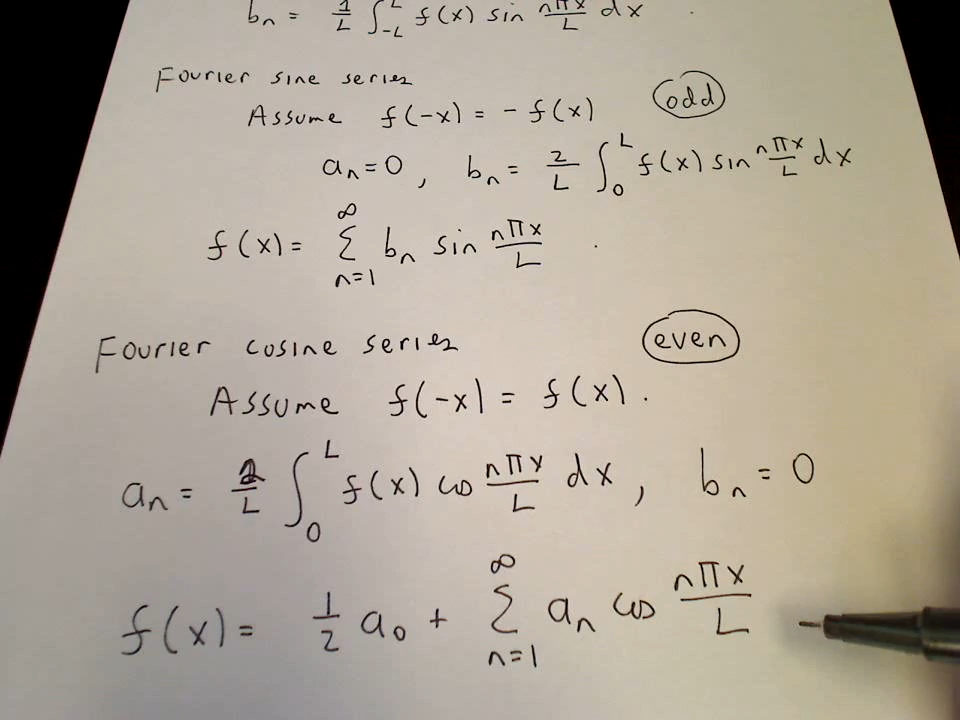 bₙ = 1/L ∫_{-L}^{L} f(x) sin nπx/L dx .
Fourier sine series
Assume f(-x) = - f(x) odd
aₙ = 0 , bₙ = 2/L ∫_0^L f(x) sin nπx/L dx
f(x) = ∑_{n=1}^∞ bₙ sin nπx/L .
Fourier cosine series even
Assume f(-x) = f(x) .
aₙ = 2/L ∫_0^L f(x) cos nπx/L dx , bₙ = 0
f(x) = 1/2 a₀ + ∑_{n=1}^∞ aₙ cos nπx/L